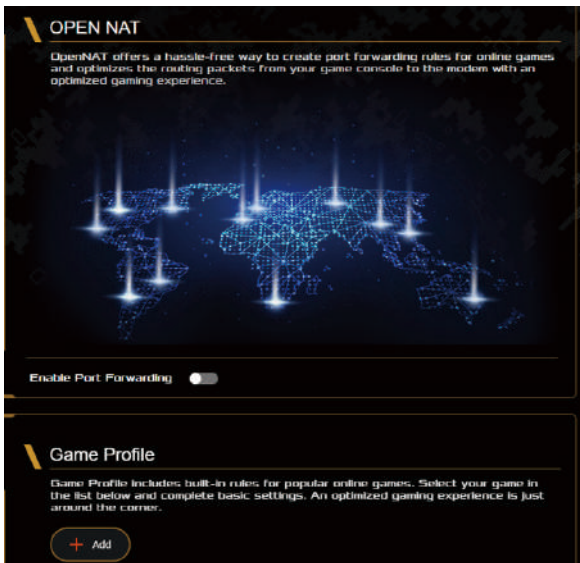 OPEN NAT
OpenNAT offers a hassle-free way to create port forwarding rules for online games
and optimizes the routing packets from your game console to the modem with an
optimized gaming experience.
Enable Port Forwarding
Game Profile
Game Profile includes built-in rules for popular online games. Select your game in
the list below and complete basic settings. An optimized gaming experience is just
around the corner.
+ Add